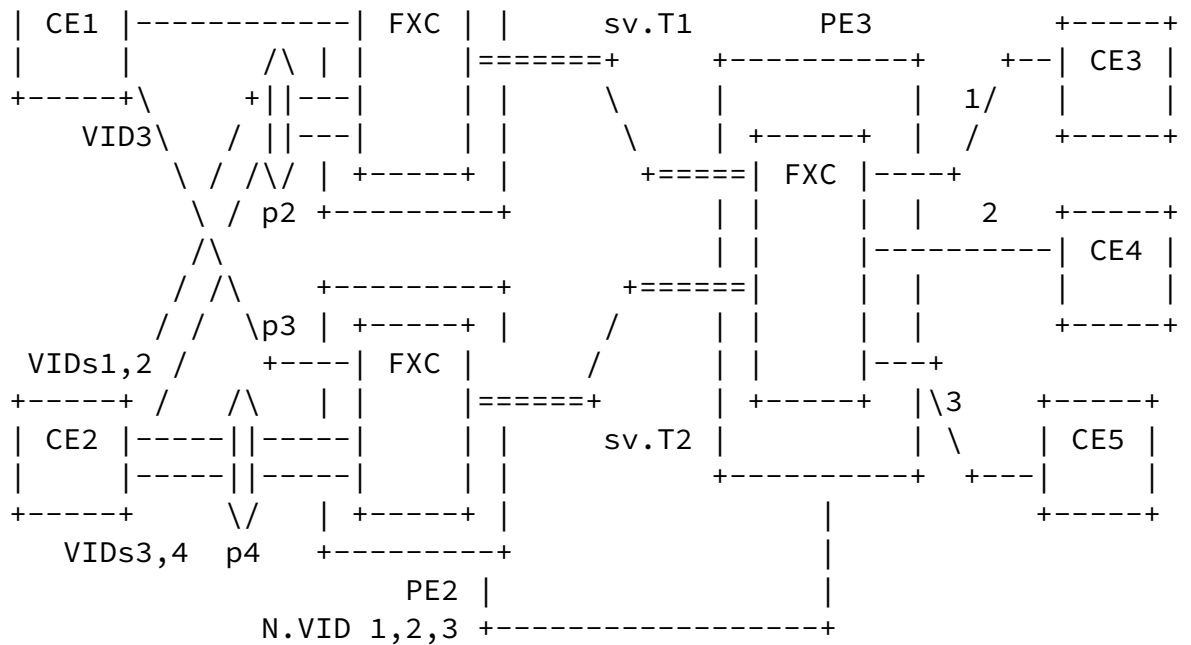 CE1 FXC sv.T1 PE3
CE3
1
VID3
FXC
p2 2
CE4
p3
VIDs1,2 FXC
3
CE2 sv.T2 CE5
VIDs3,4 p4
PE2
N.VID 1,2,3